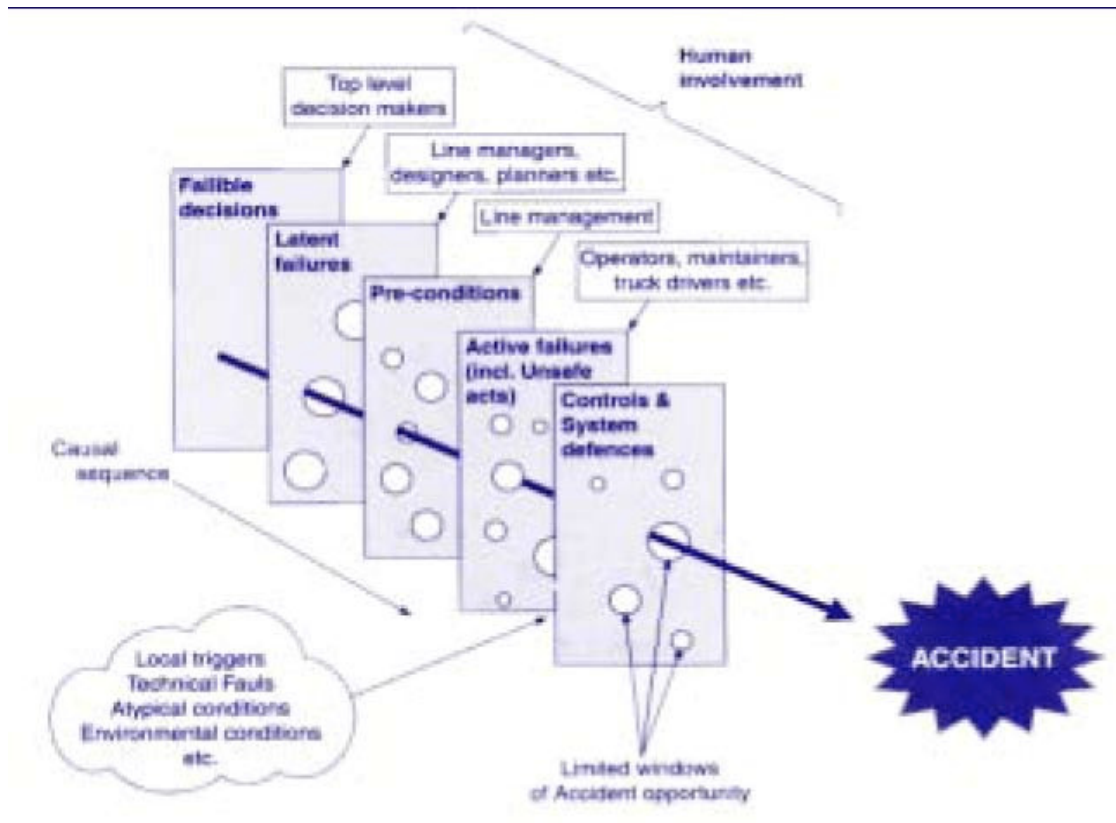 Human
involvement
Top level
decision makers
Line managers,
designers, planners etc.
Line management
Operators, maintainers,
truck drivers etc.
Fallible
decisions
Latent
failures
Pre-conditions
Active failures
(incl. Unsafe
acts)
Controls &
System
defences
Causal
sequence
Local triggers
Technical Fauls
Atypical conditions
Environmental conditions
etc.
ACCIDENT
Limited windows
of Accident opportunity